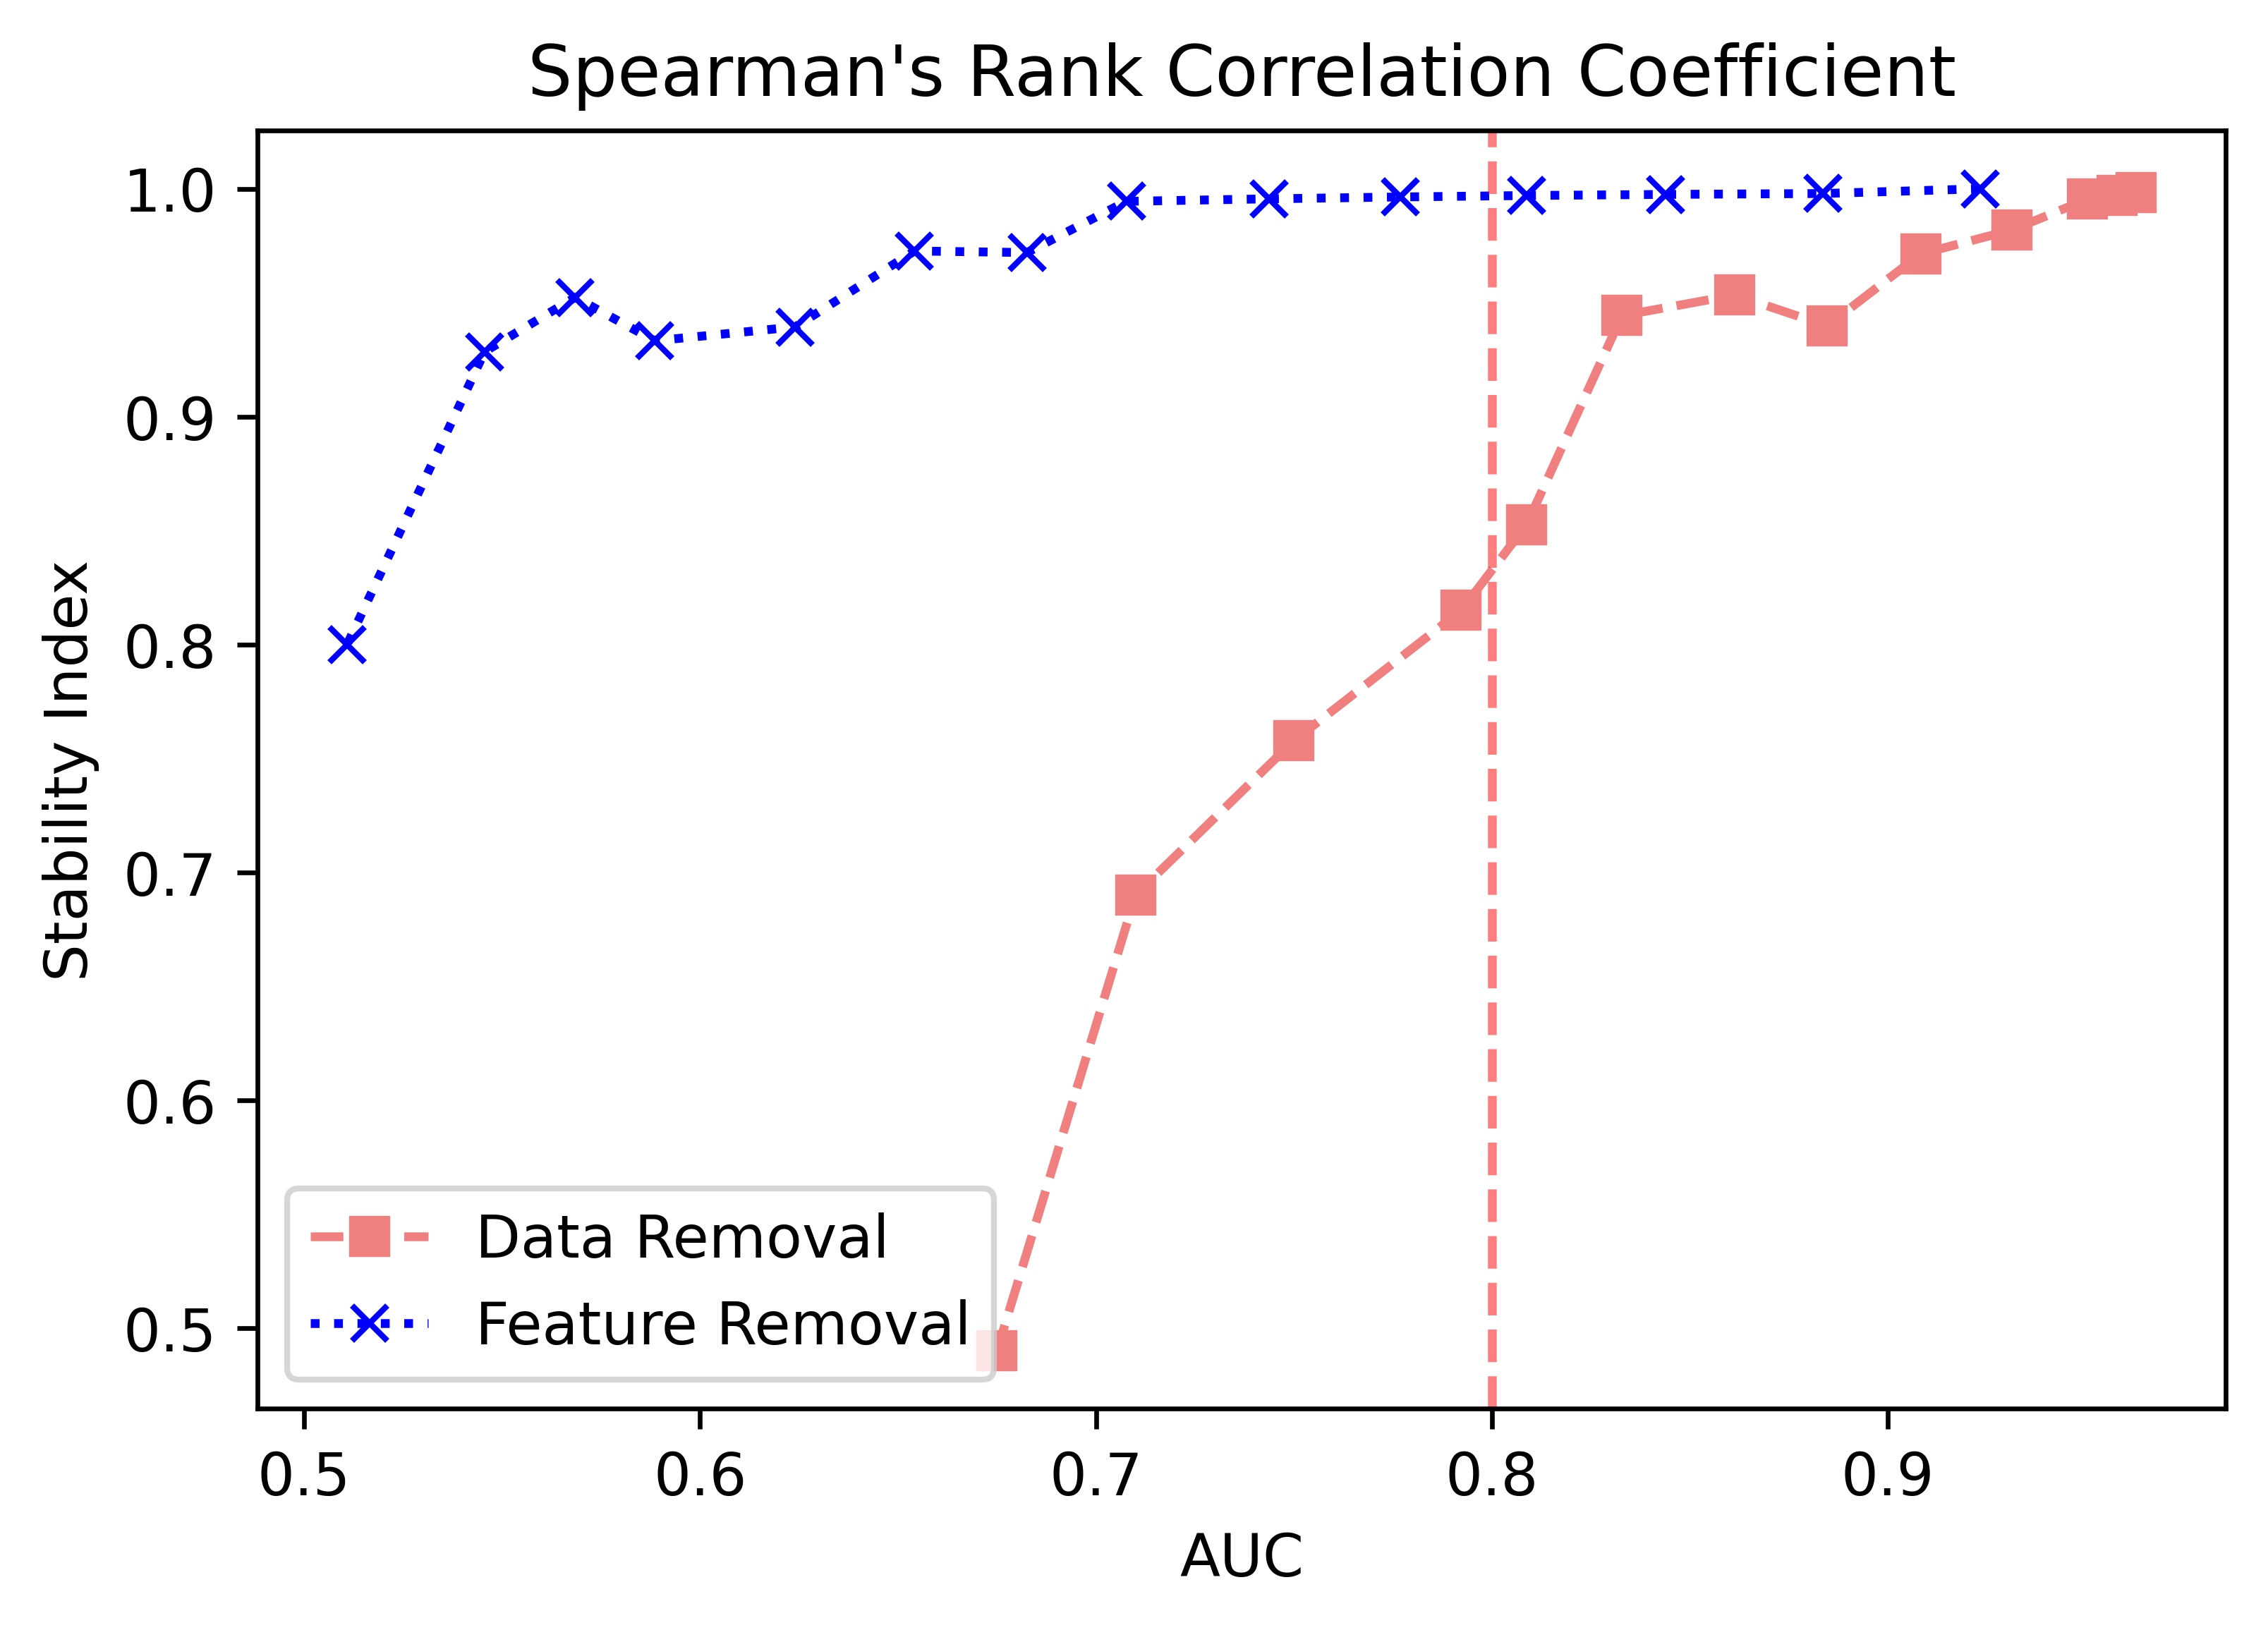 Spearman's Rank Correlation Coefficient
Stability Index
1.0
0.9
0.8
0.7
0.6
0.5
Data Removal
Feature Removal
0.5 0.6 0.7 0.8 0.9
AUC